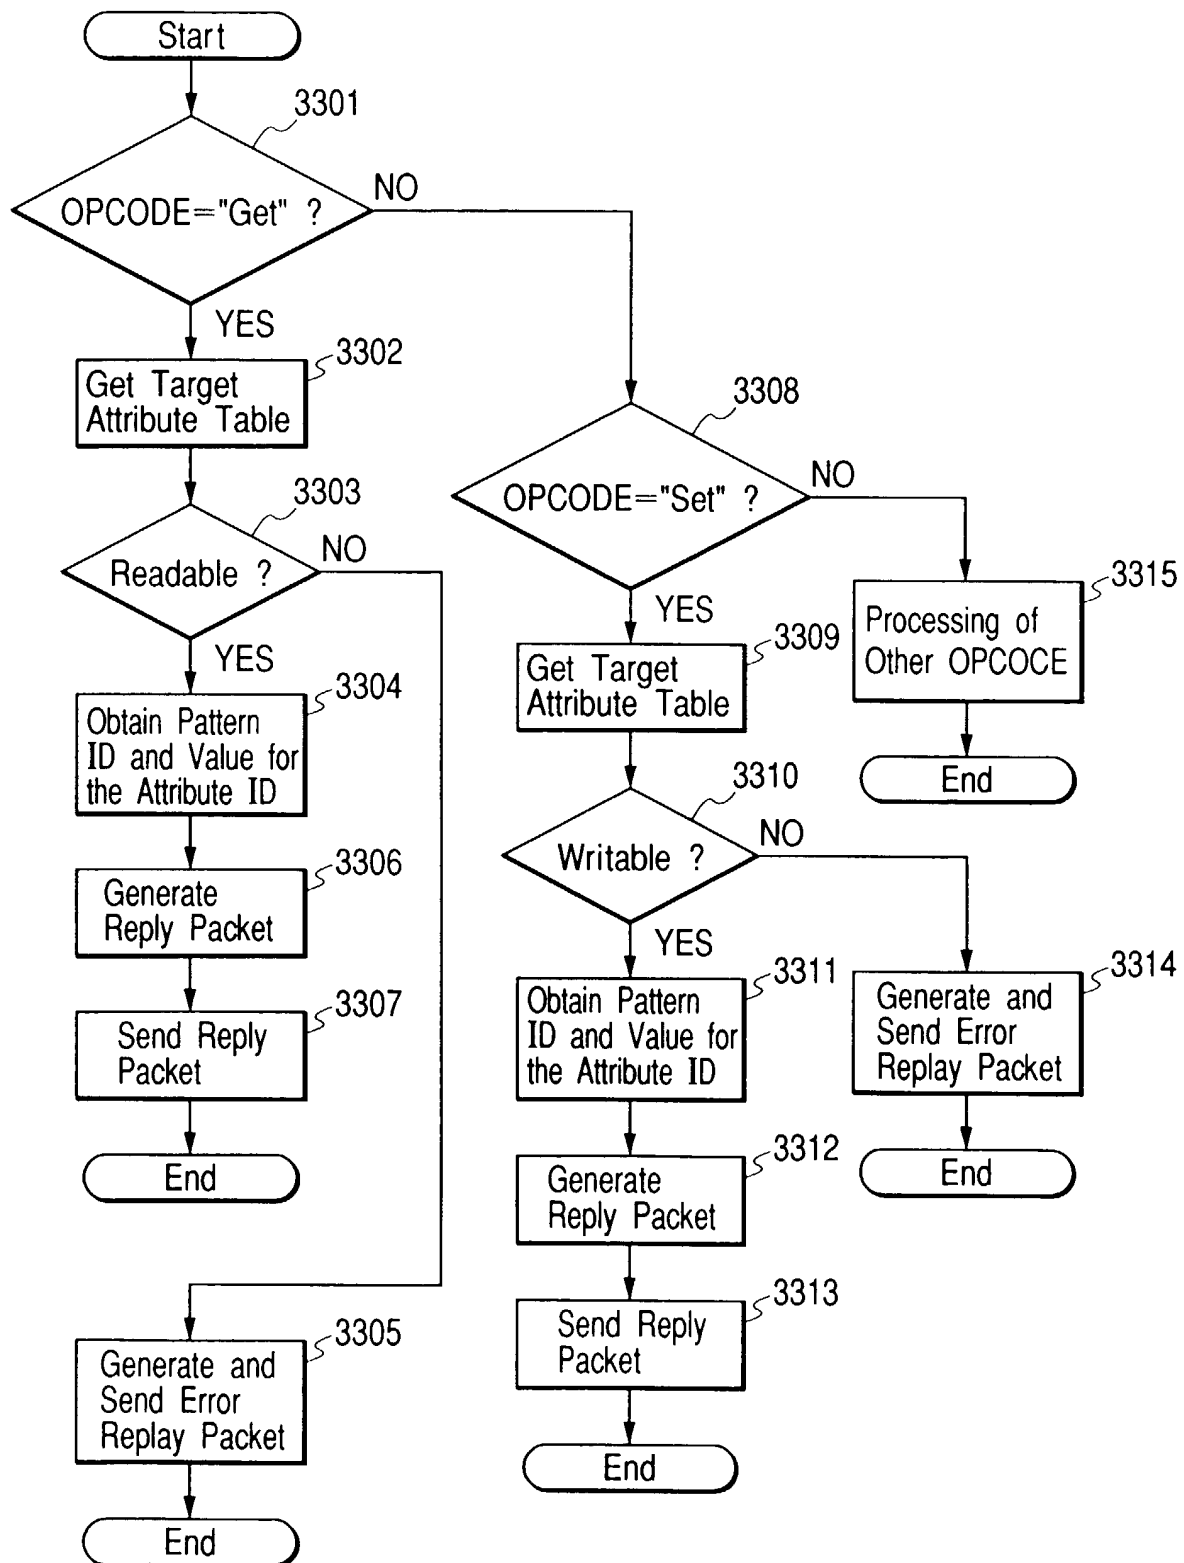 Start
3301
OPCODE="Get" ?
NO
YES
3302
Get Target
Attribute Table
3303
Readable ?
NO
YES
3304
Obtain Pattern
ID and Value for
the Attribute ID
3306
Generate
Reply Packet
3307
Send Reply
Packet
End
3305
Generate and
Send Error
Replay Packet
End
3308
OPCODE="Set" ?
NO
YES
3309
Get Target
Attribute Table
3310
Writable ?
NO
YES
3311
Obtain Pattern
ID and Value for
the Attribute ID
3312
Generate
Reply Packet
3313
Send Reply
Packet
End
3315
Processing of
Other OPCOCE
End
3314
Generate and
Send Error
Replay Packet
End